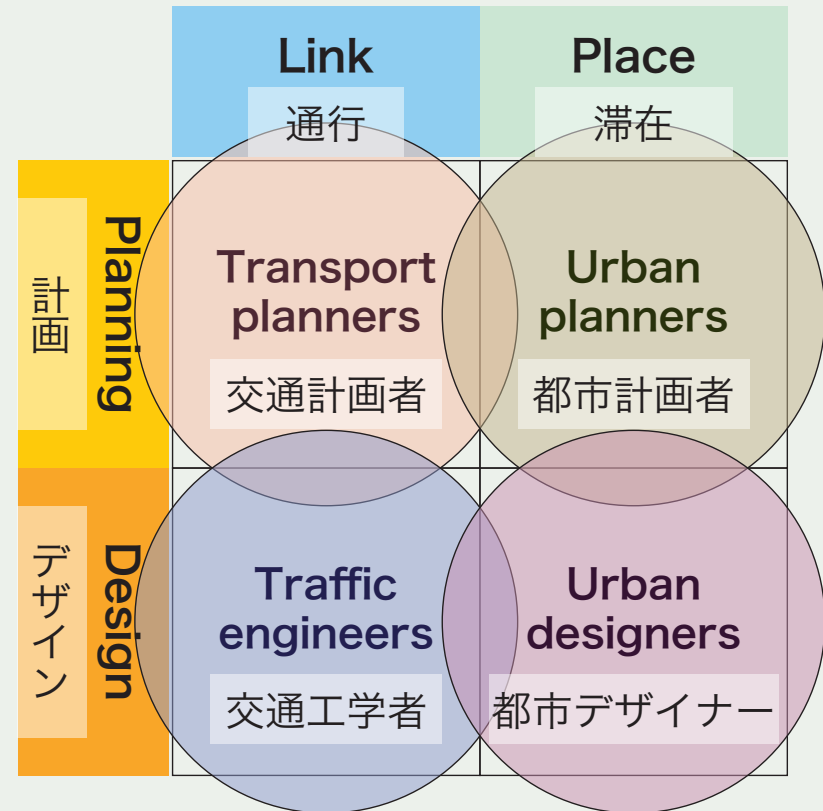 Link
通行
Place
滞在
Planning
計画
Transport
planners
交通計画者
Urban
planners
都市計画者
Design
デザイン
Traffic
engineers
交通工学者
Urban
designers
都市デザイナー